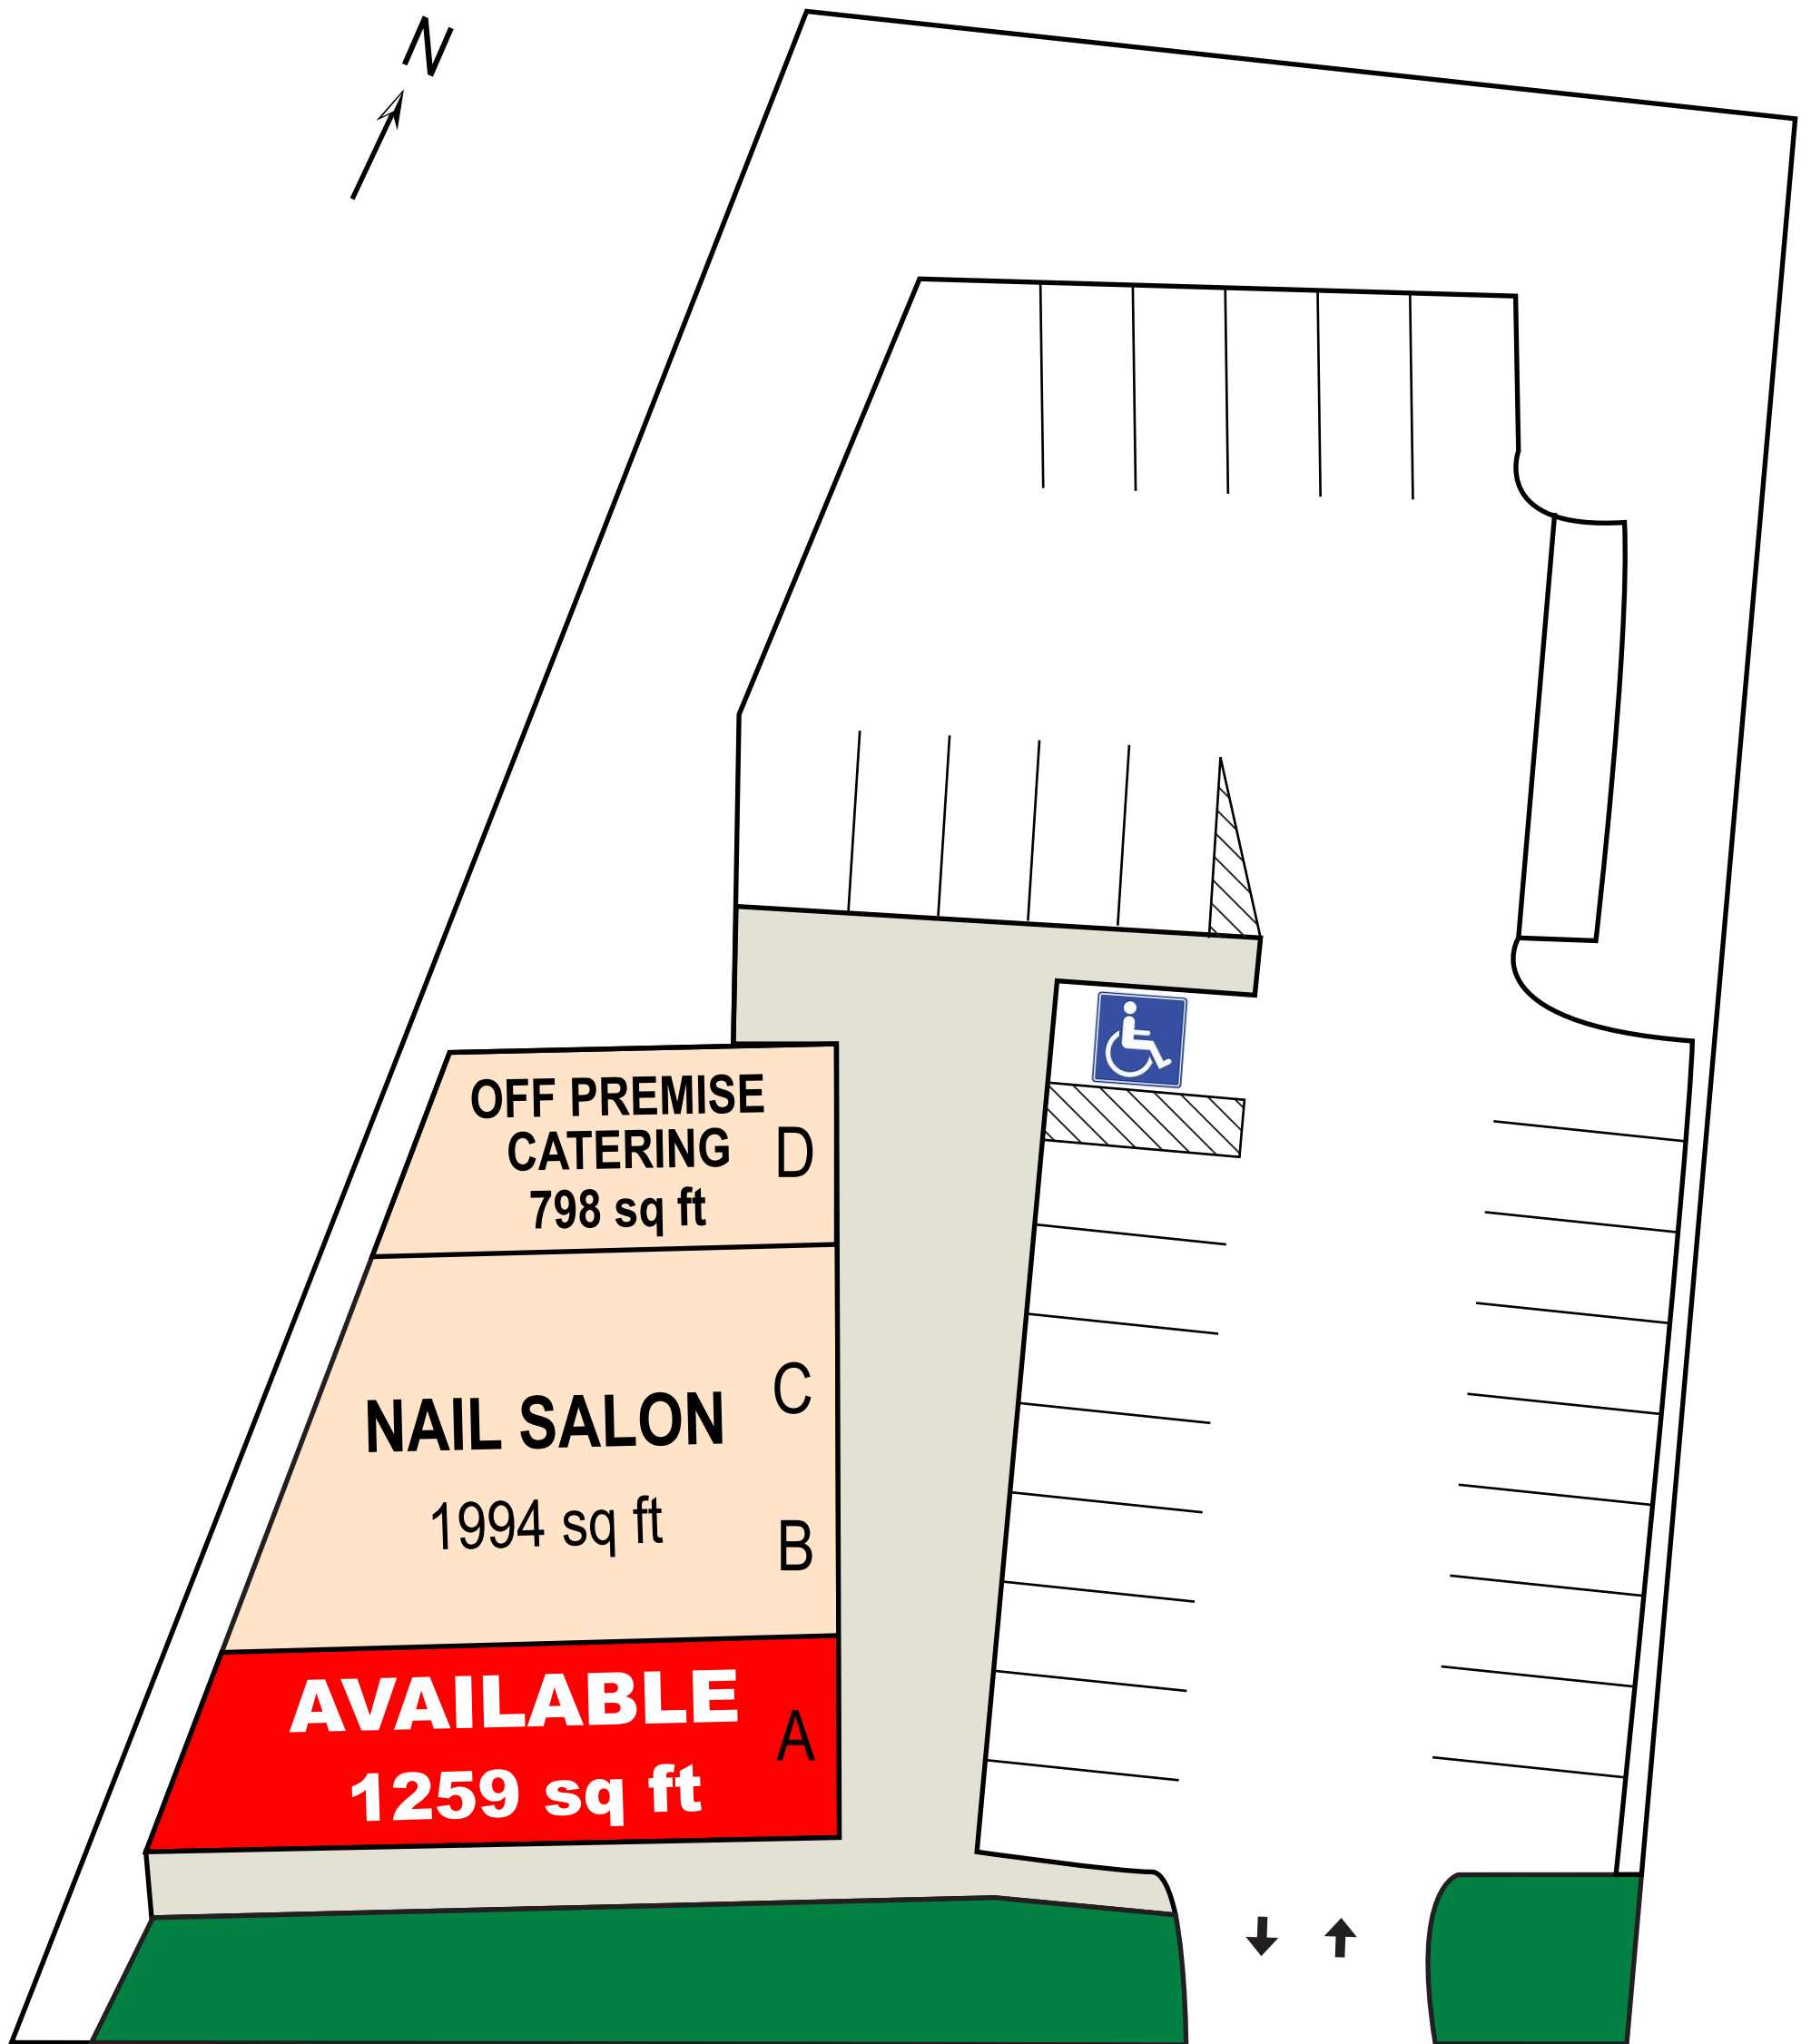 N
OFF PREMISE
CATERING
D
798 sq ft
C
NAIL SALON
1994 sq ft
B
AVAILABLE
A
1259 sq ft